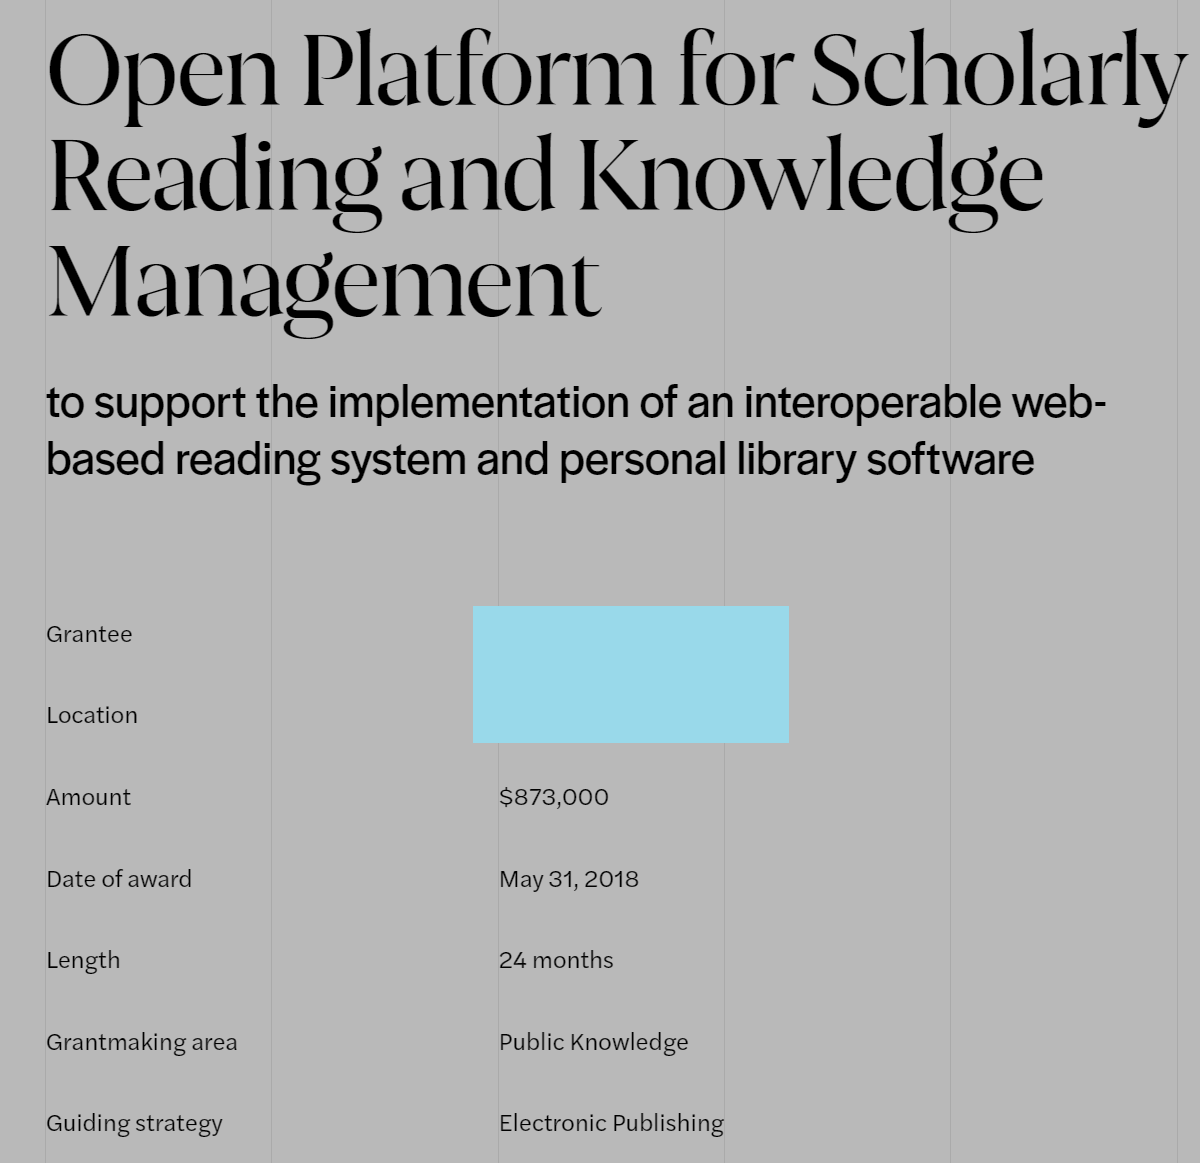 Open Platform for Scholarly
Reading and Knowledge
Management
to support the implementation of an interoperable web-
based reading system and personal library software
Grantee
Location
Amount $873,000
Date of award May 31, 2018
Length 24 months
Grantmaking area Public Knowledge
Guiding strategy Electronic Publishing